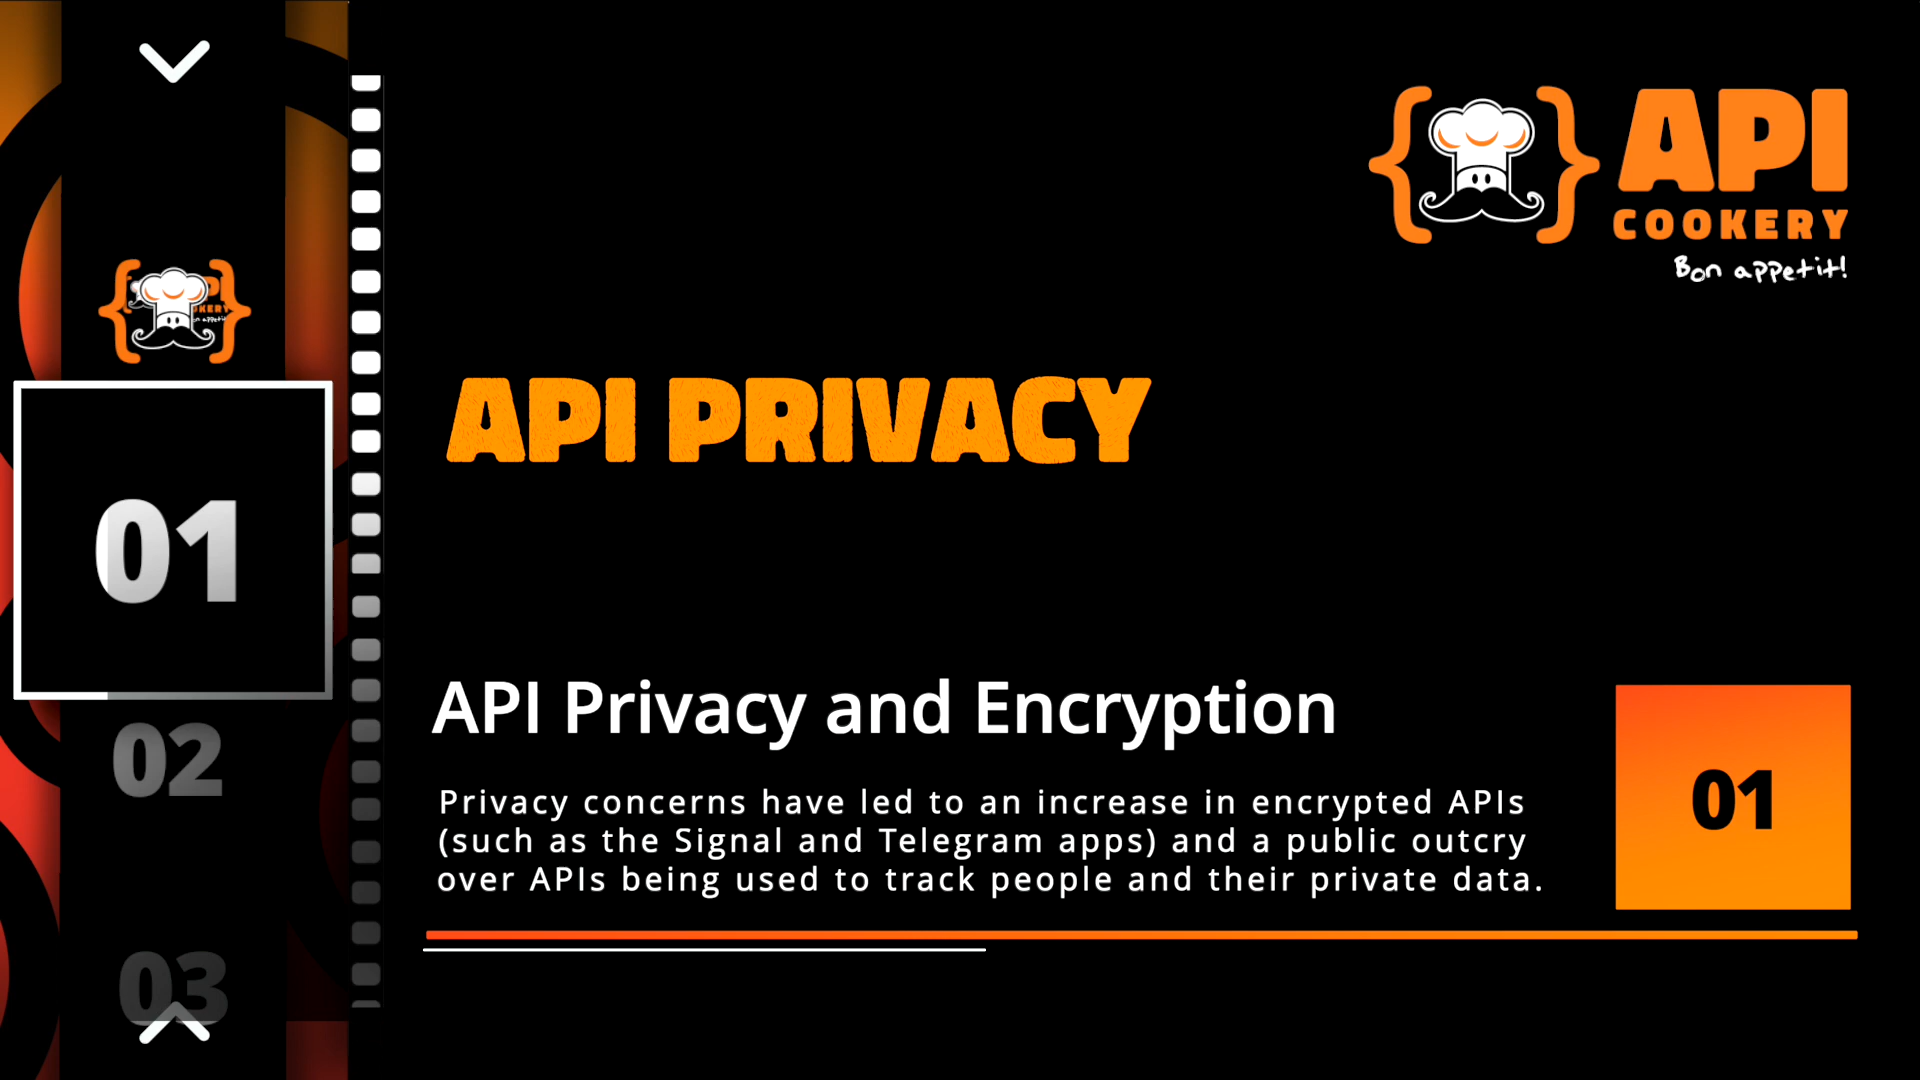 API
COOKERY
Bon appetit!
01
02
03
API PRIVACY
API Privacy and Encryption
Privacy concerns have led to an increase in encrypted APIs
(such as the Signal and Telegram apps) and a public outcry
over APIs being used to track people and their private data.
01